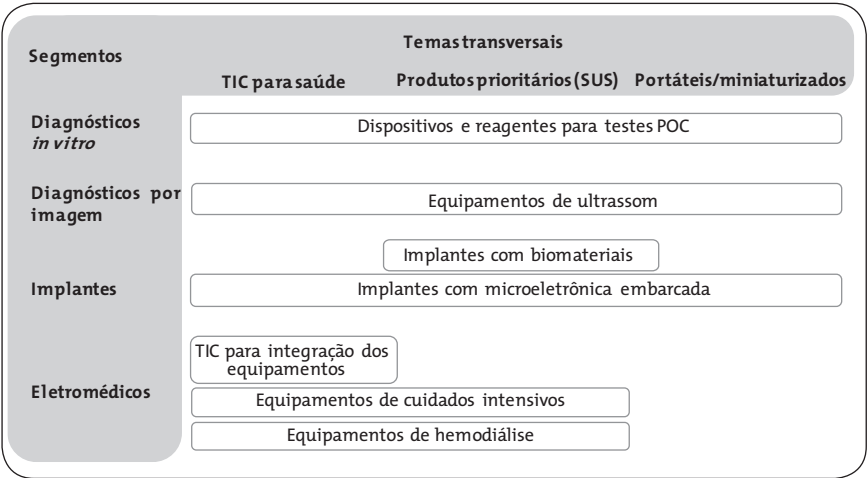 Segmentos
Temas transversais
TIC para saúde
Produtos prioritários (SUS)
Portáteis/miniaturizados
Diagnósticos
in vitro
Dispositivos e reagentes para testes POC
Diagnósticos por
imagem
Equipamentos de ultrassom
Implantes com biomateriais
Implantes
Implantes com microeletrônica embarcada
TIC para integração dos
equipamentos
Eletromédicos
Equipamentos de cuidados intensivos
Equipamentos de hemodiálise